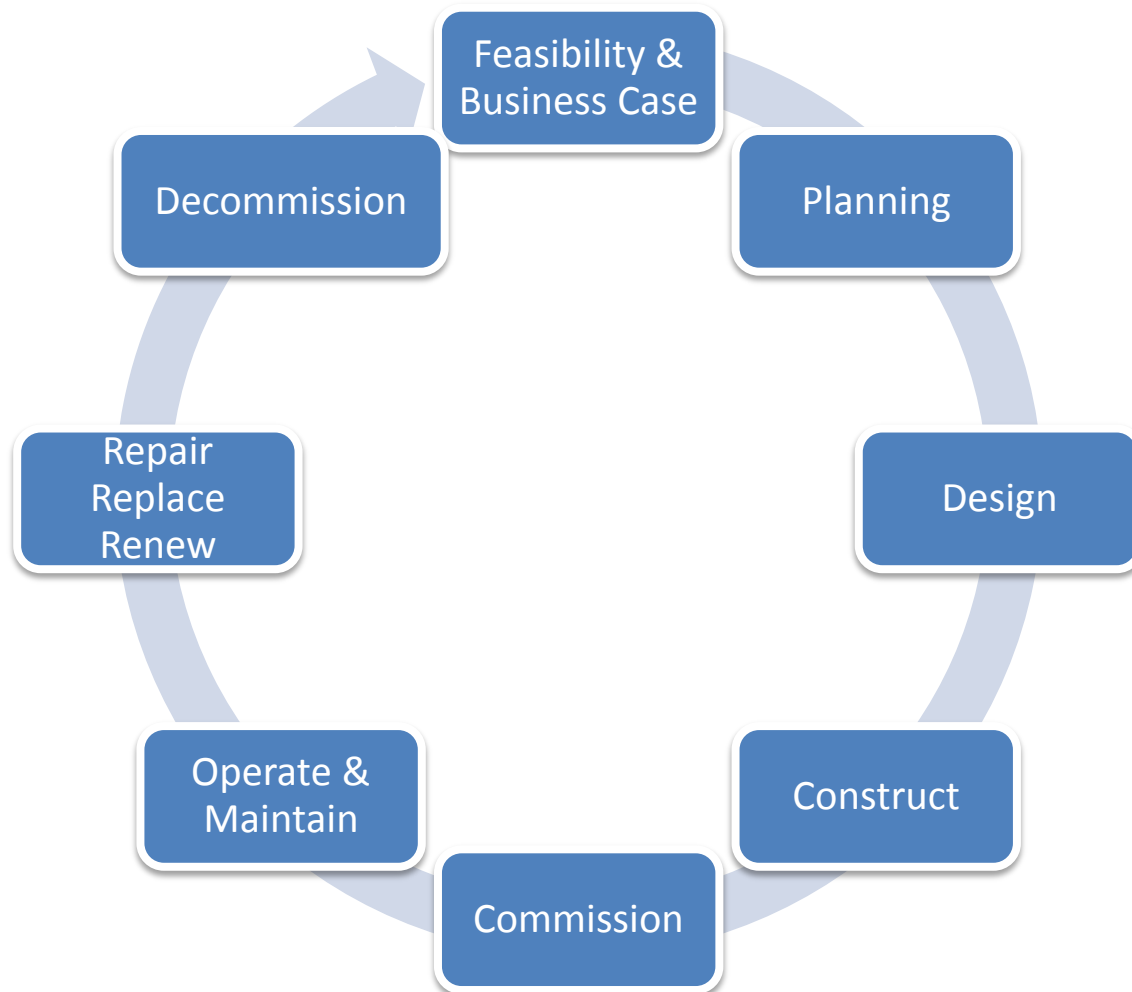 Feasibility &
Business Case
Planning
Design
Construct
Commission
Operate &
Maintain
Repair
Replace
Renew
Decommission